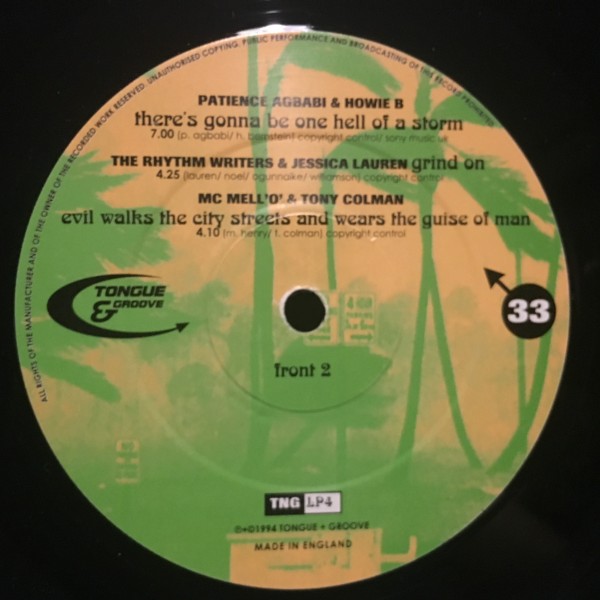 ALL RIGHTS OF THE MANUFACTURER AND OF THE OWNER OF THE RECORDED WORK RESERVED. UNAUTHORISED COPYING, PUBLIC PERFORMANCE AND BROADCASTING OF THIS RECORD PROHIBITED
PATIENCE AGBABI & HOWIE B
there's gonna be one hell of a storm
7.00 (p. agbabi/ h. bernstein) copyright control/ sony music uk
THE RHYTHM WRITERS & JESSICA LAUREN grind on
4.25 (lauren/ noel/ ogunnaike/ williamson) copyright control
MC MELL'O' & TONY COLMAN
evil walks the city streets and wears the guise of man
4.10 (m. henry/ t. colman) copyright control
TONGUE
& GROOVE
33
front 2
TNG LP4
℗+©1994 TONGUE + GROOVE
MADE IN ENGLAND